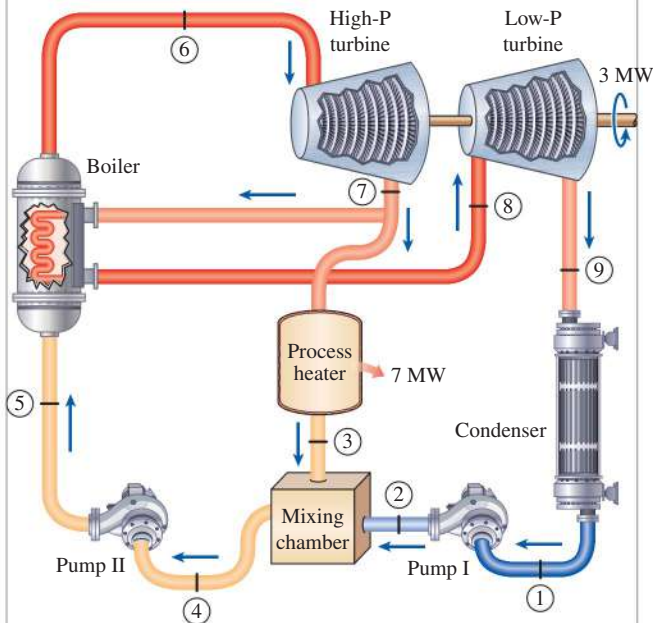 High-P
turbine
Low-P
turbine
6
3 MW
Boiler
7
8
9
Process
heater
7 MW
5
3
Condenser
2
Mixing
chamber
Pump II
Pump I
4
1